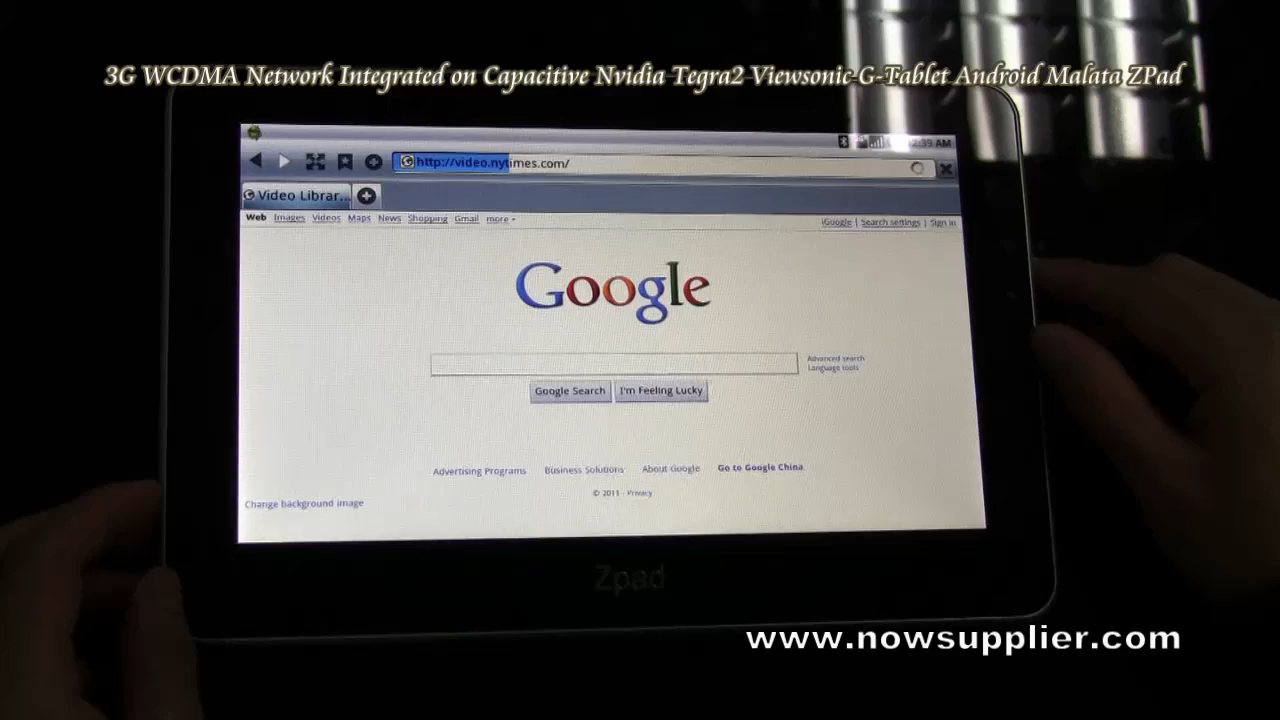 3G WCDMA Network Integrated on Capacitive Nvidia Tegra2 Viewsonic-G-Tablet Android Malata ZPad
2:39 AM
http://video.nytimes.com/
Video Librar...
Web Images Videos Maps News Shopping Gmail more
iGoogle | Search settings | Sign in
Google
Advanced search
Language tools
Google Search I'm Feeling Lucky
Advertising Programs Business Solutions About Google Go to Google China
© 2011 - Privacy
Change background image
Zpad
www.nowsupplier.com